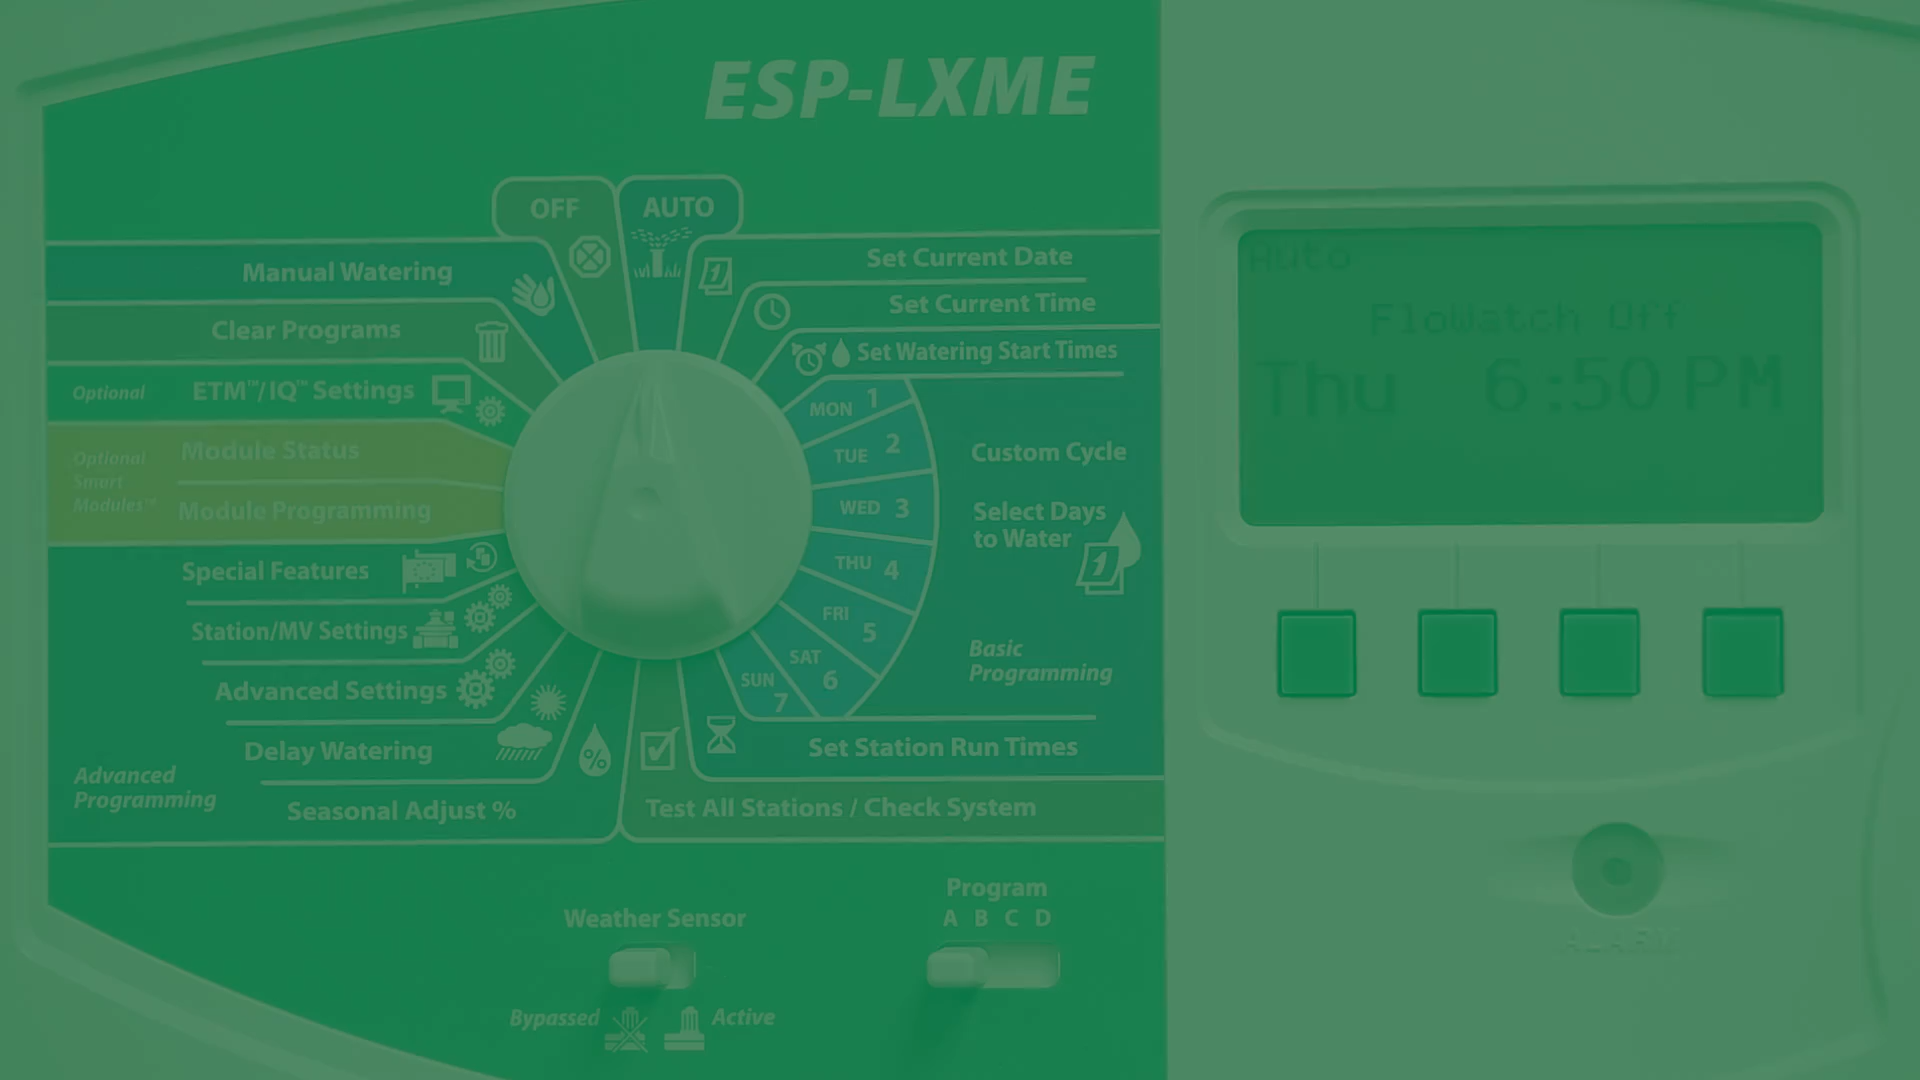 ESP-LXME
OFF
AUTO
Manual Watering
Clear Programs
Optional
ETM™/IQ™ Settings
Optional
Smart
Modules™
Module Status
Module Programming
Special Features
Station/MV Settings
Advanced Settings
Delay Watering
Advanced
Programming
Seasonal Adjust %
%
1
Set Current Date
Set Current Time
Set Watering Start Times
MON 1
TUE 2
WED 3
THU 4
FRI 5
SAT 6
SUN 7
Custom Cycle
Select Days
to Water
1
Basic
Programming
Set Station Run Times
Test All Stations / Check System
Weather Sensor
Bypassed
Active
Program
A B C D
Auto
FloWatch Off
Thu 6:50 PM
ALARM